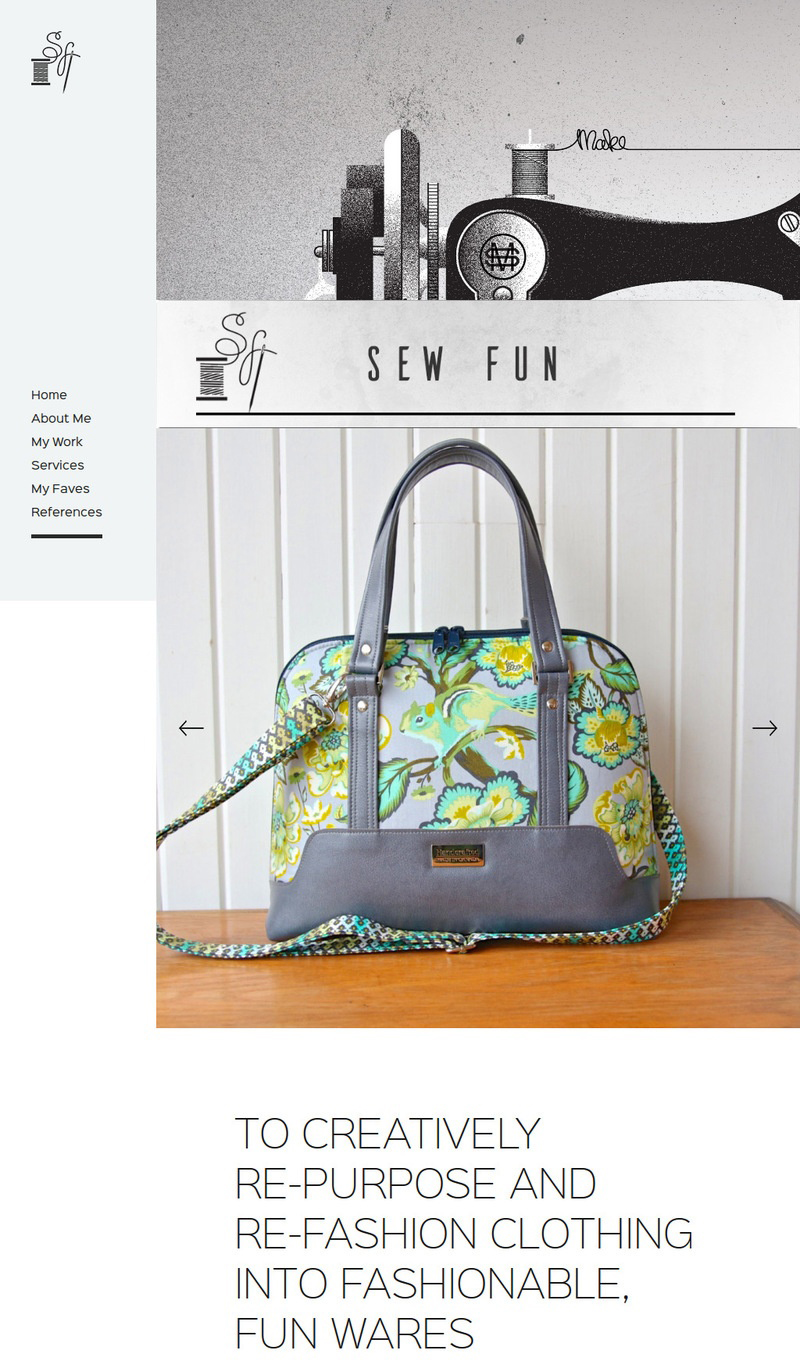 Sf
Make
SM
Sf
SEW FUN
Home
About Me
My Work
Services
My Faves
References
TO CREATIVELY
RE-PURPOSE AND
RE-FASHION CLOTHING
INTO FASHIONABLE,
FUN WARES